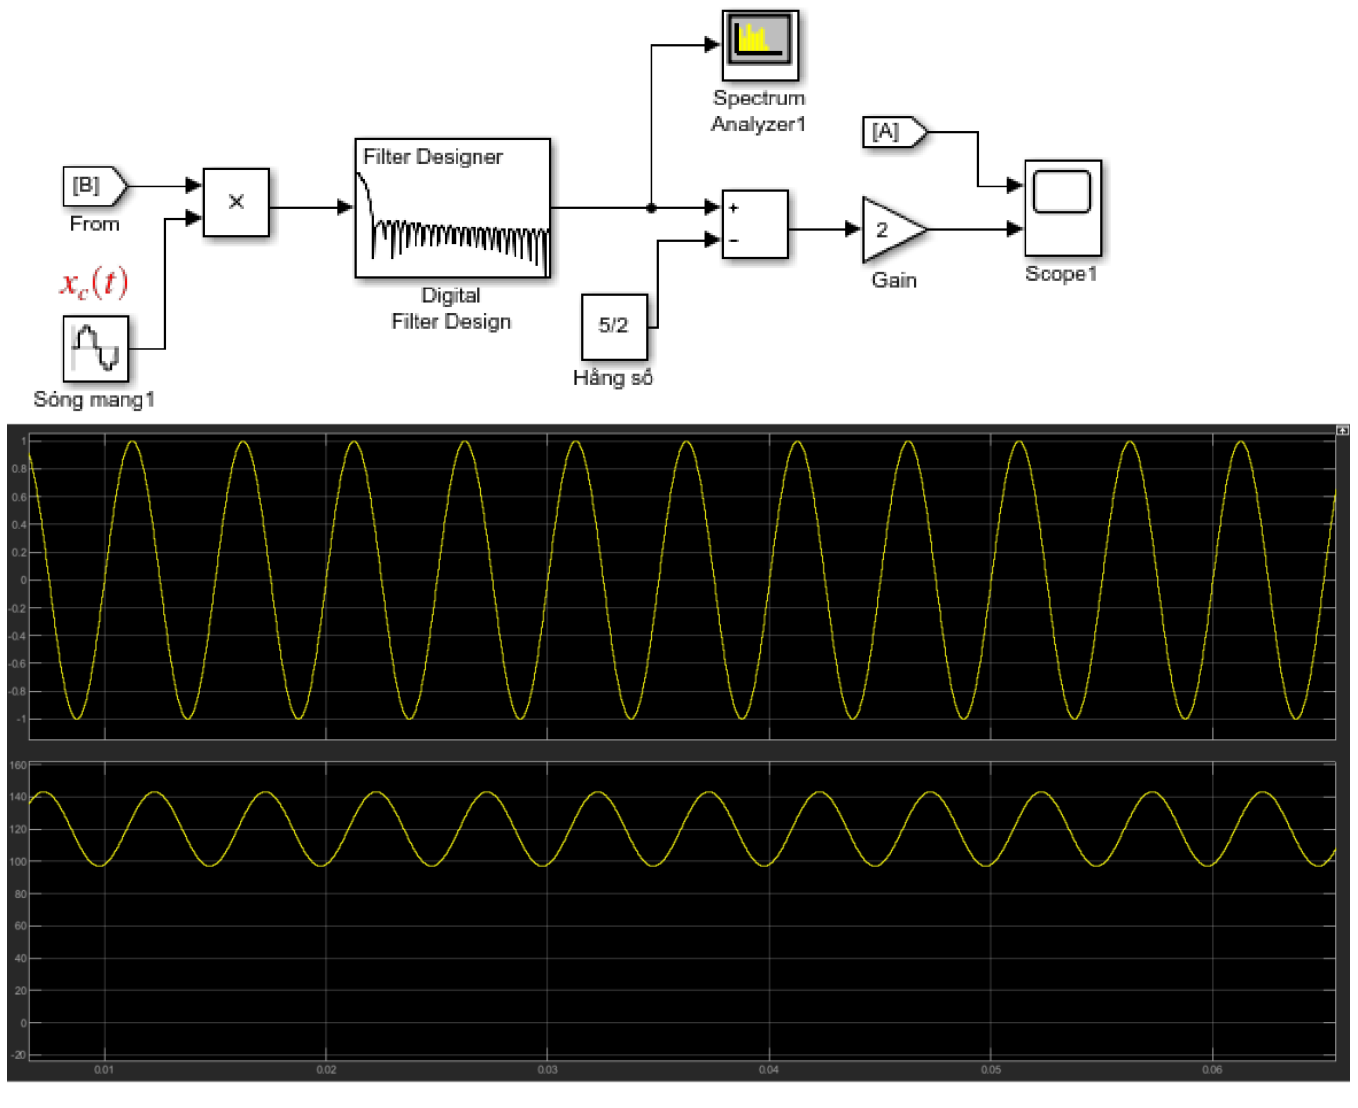 Spectrum
Analyzer1
[A]
Filter Designer
[B]
×
From
+
−
2
Scope1
Gain
x_c(t)
Digital
Filter Design
5/2
Hằng số
Sóng mang1
1
0.8
0.6
0.4
0.2
0
-0.2
-0.4
-0.6
-0.8
-1
160
140
120
100
80
60
40
20
0
-20
0.01 0.02 0.03 0.04 0.05 0.06